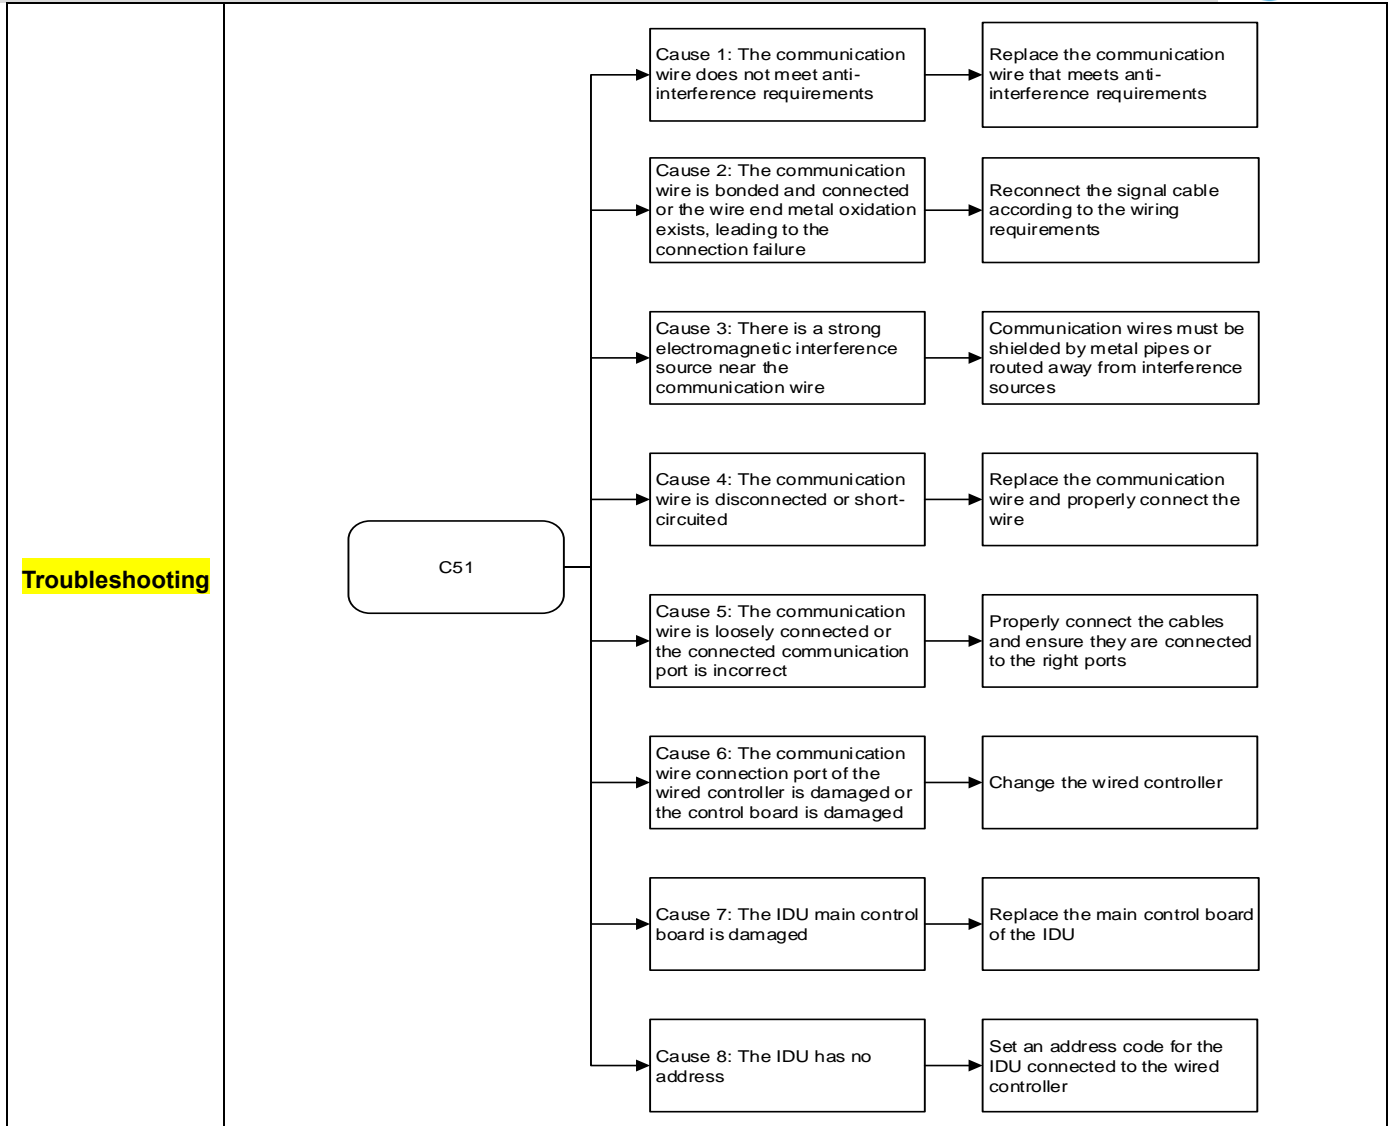 Cause 1: The communication
wire does not meet anti-
interference requirements
Replace the communication
wire that meets anti-
interference requirements
Cause 2: The communication
wire is bonded and connected
or the wire end metal oxidation
exists, leading to the
connection failure
Reconnect the signal cable
according to the wiring
requirements
Cause 3: There is a strong
electromagnetic interference
source near the
communication wire
Communication wires must be
shielded by metal pipes or
routed away from interference
sources
Cause 4: The communication
wire is disconnected or short-
circuited
Replace the communication
wire and properly connect the
wire
Troubleshooting
C51
Cause 5: The communication
wire is loosely connected or
the connected communication
port is incorrect
Properly connect the cables
and ensure they are connected
to the right ports
Cause 6: The communication
wire connection port of the
wired controller is damaged or
the control board is damaged
Change the wired controller
Cause 7: The IDU main control
board is damaged
Replace the main control board
of the IDU
Cause 8: The IDU has no
address
Set an address code for the
IDU connected to the wired
controller